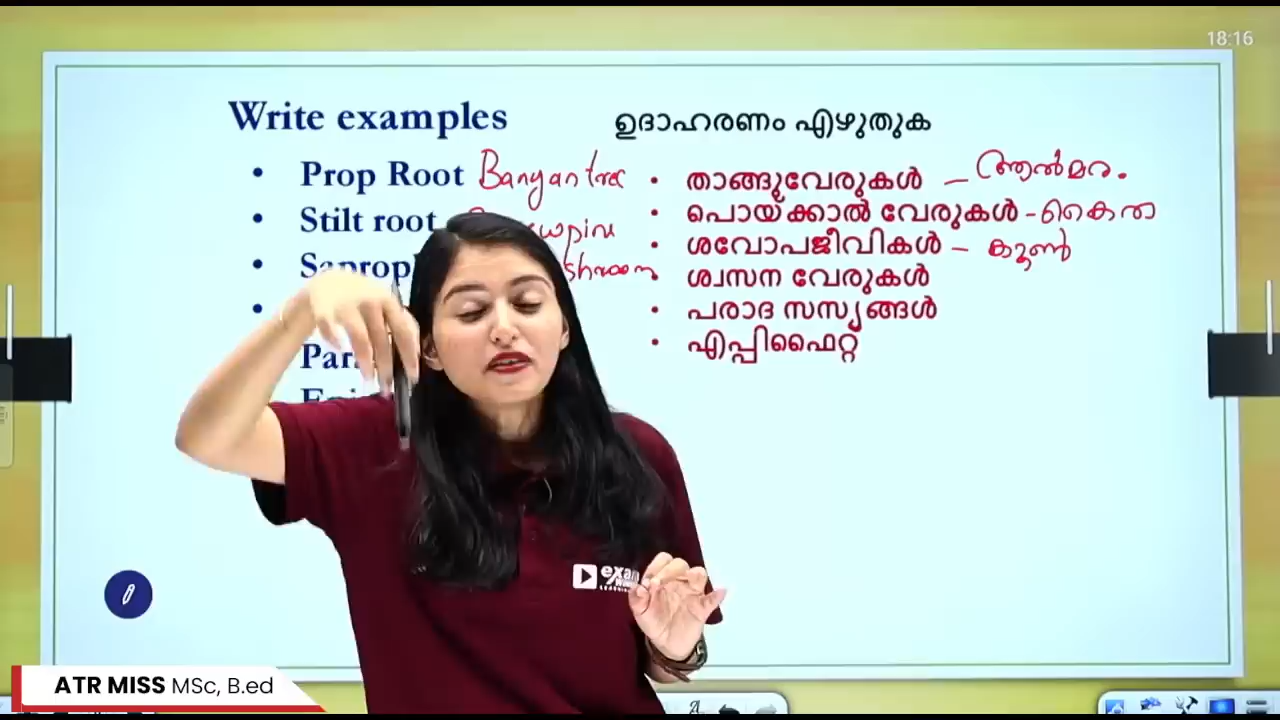 18:16
Write examples
ഉദാഹരണം എഴുതുക
• Prop Root Banyan tree
• Stilt root
•
•
• താങ്ങുവേരുകൾ – ആൽമരം.
• പൊയ്ക്കാൽ വേരുകൾ - കൈത
• ശവോപജീവികൾ – കൂൺ
• ശ്വസന വേരുകൾ
• പരാദ സസ്യങ്ങൾ
• എപ്പിഫൈറ്റ്
ATR MISS MSc, B.ed